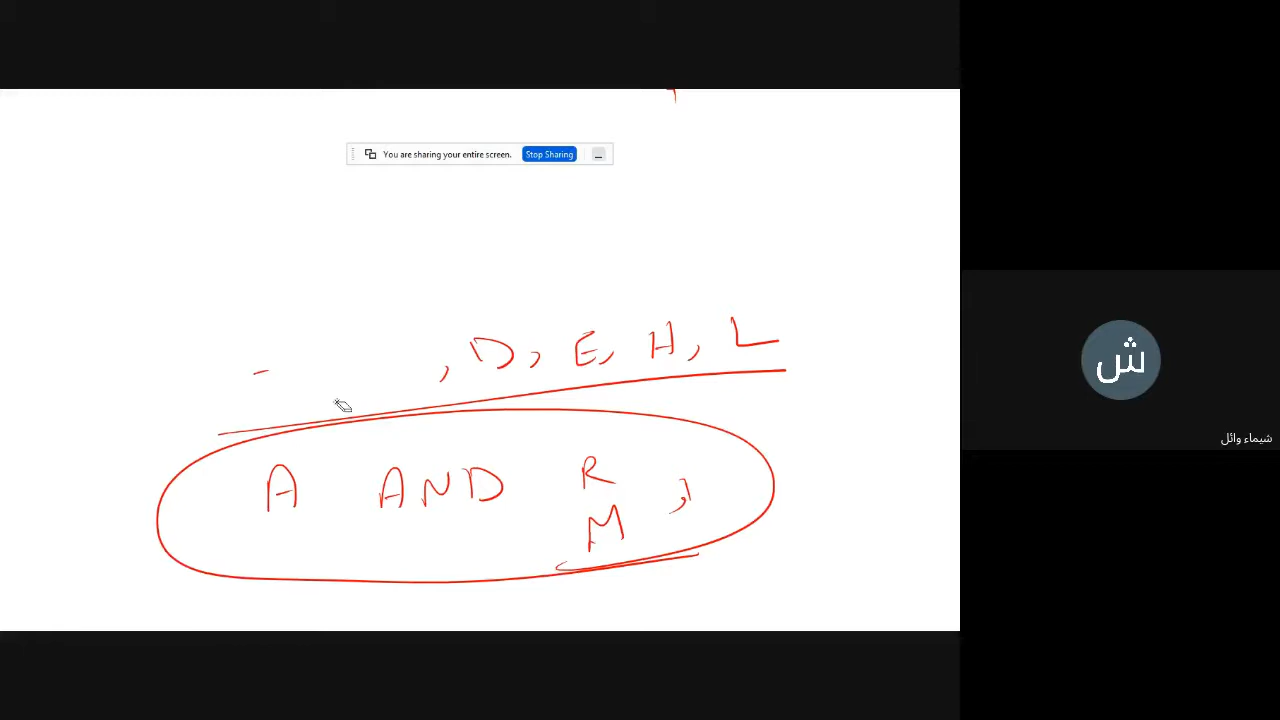 You are sharing your entire screen. Stop Sharing
, D, E, H, L
A AND R
M ,
ش
شيماء وائل